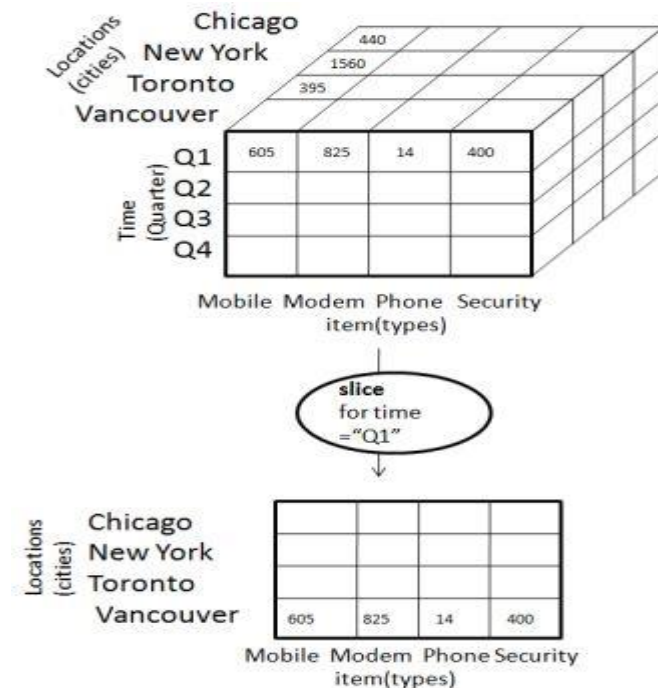 Locations
(cities)
Chicago
New York
Toronto
Vancouver
440
1560
395
Time
(Quarter)
Q1 605 825 14 400
Q2
Q3
Q4
Mobile Modem Phone Security
item(types)
slice
for time
="Q1"
Locations
(cities)
Chicago
New York
Toronto
Vancouver 605 825 14 400
Mobile Modem Phone Security
item(types)